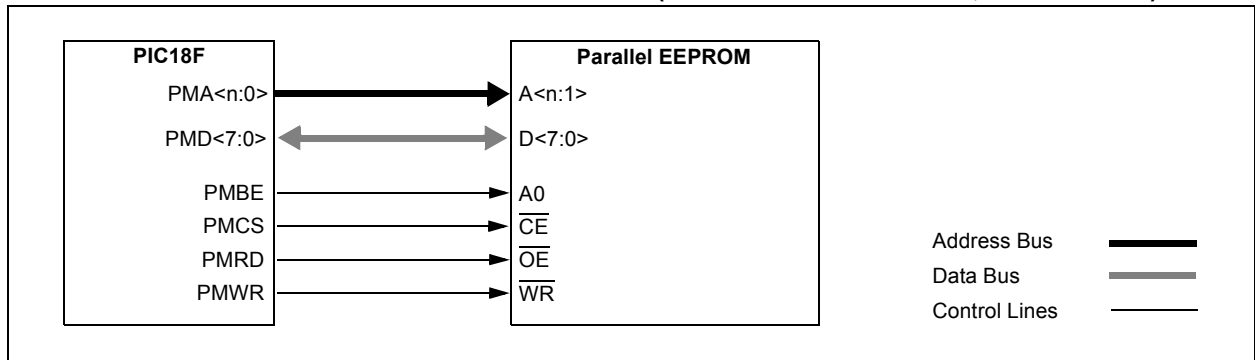 PIC18F
Parallel EEPROM
PMA<n:0>
A<n:1>
PMD<7:0>
D<7:0>
PMBE
A0
PMCS
CE
PMRD
OE
PMWR
WR
Address Bus
Data Bus
Control Lines